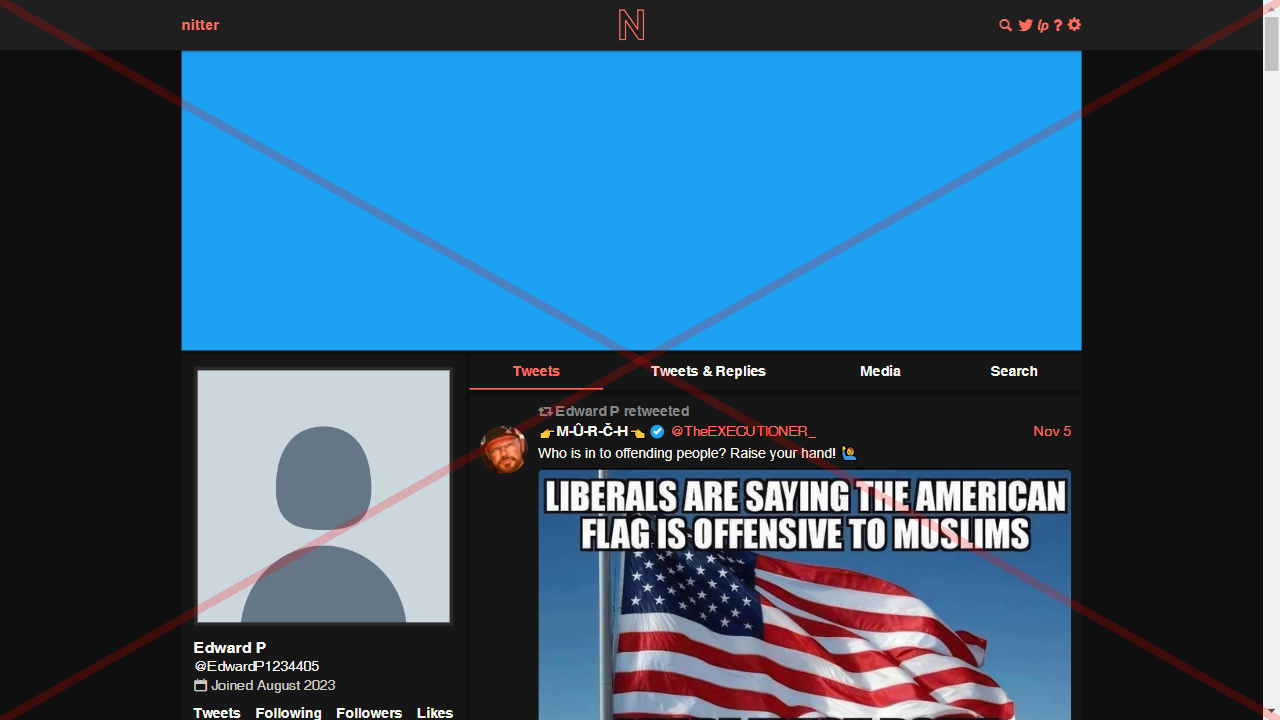 nitter
N
lp ?
Tweets
Tweets & Replies
Media
Search
Edward P retweeted
👉M-Û-R-Č-H👈 @TheEXECUTIONER_ Nov 5
Who is in to offending people? Raise your hand! 🙋
LIBERALS ARE SAYING THE AMERICAN
FLAG IS OFFENSIVE TO MUSLIMS
Edward P
@EdwardP1234405
Joined August 2023
Tweets Following Followers Likes